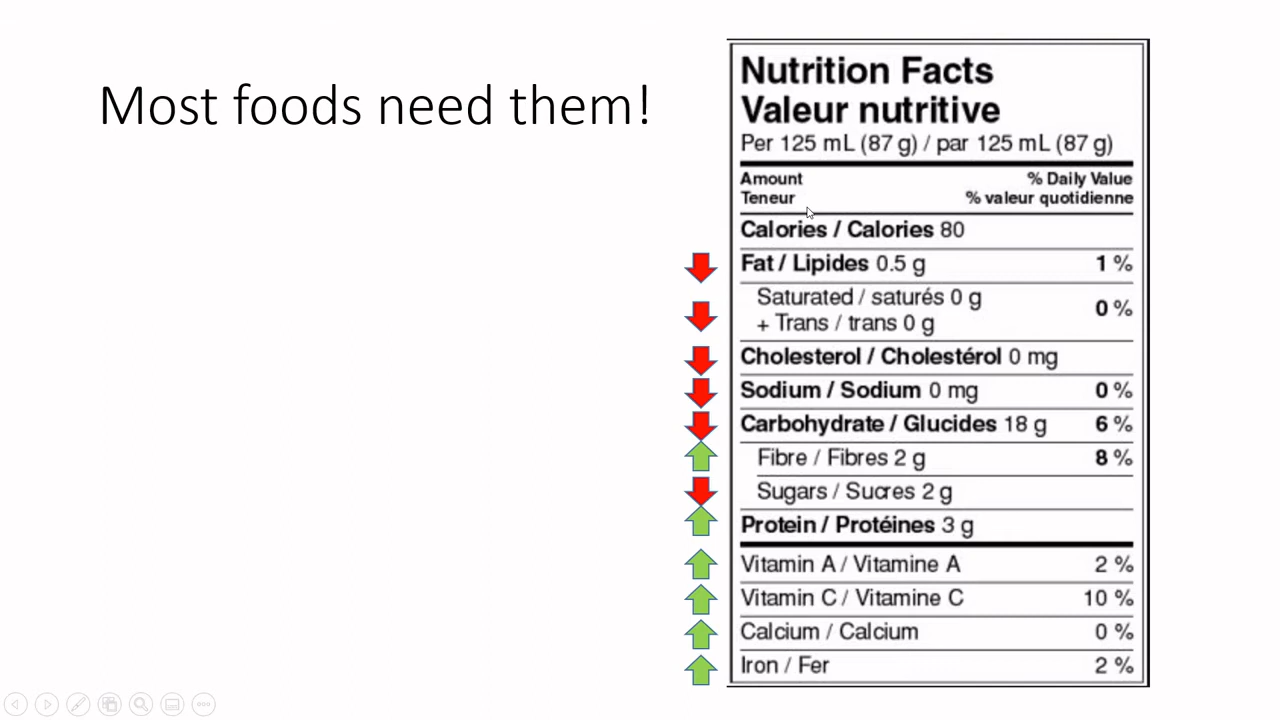 Most foods need them!
Nutrition Facts
Valeur nutritive
Per 125 mL (87 g) / par 125 mL (87 g)
Amount % Daily Value
Teneur % valeur quotidienne
Calories / Calories 80
Fat / Lipides 0.5 g 1 %
Saturated / saturés 0 g
+ Trans / trans 0 g 0 %
Cholesterol / Cholestérol 0 mg
Sodium / Sodium 0 mg 0 %
Carbohydrate / Glucides 18 g 6 %
Fibre / Fibres 2 g 8 %
Sugars / Sucres 2 g
Protein / Protéines 3 g
Vitamin A / Vitamine A 2 %
Vitamin C / Vitamine C 10 %
Calcium / Calcium 0 %
Iron / Fer 2 %